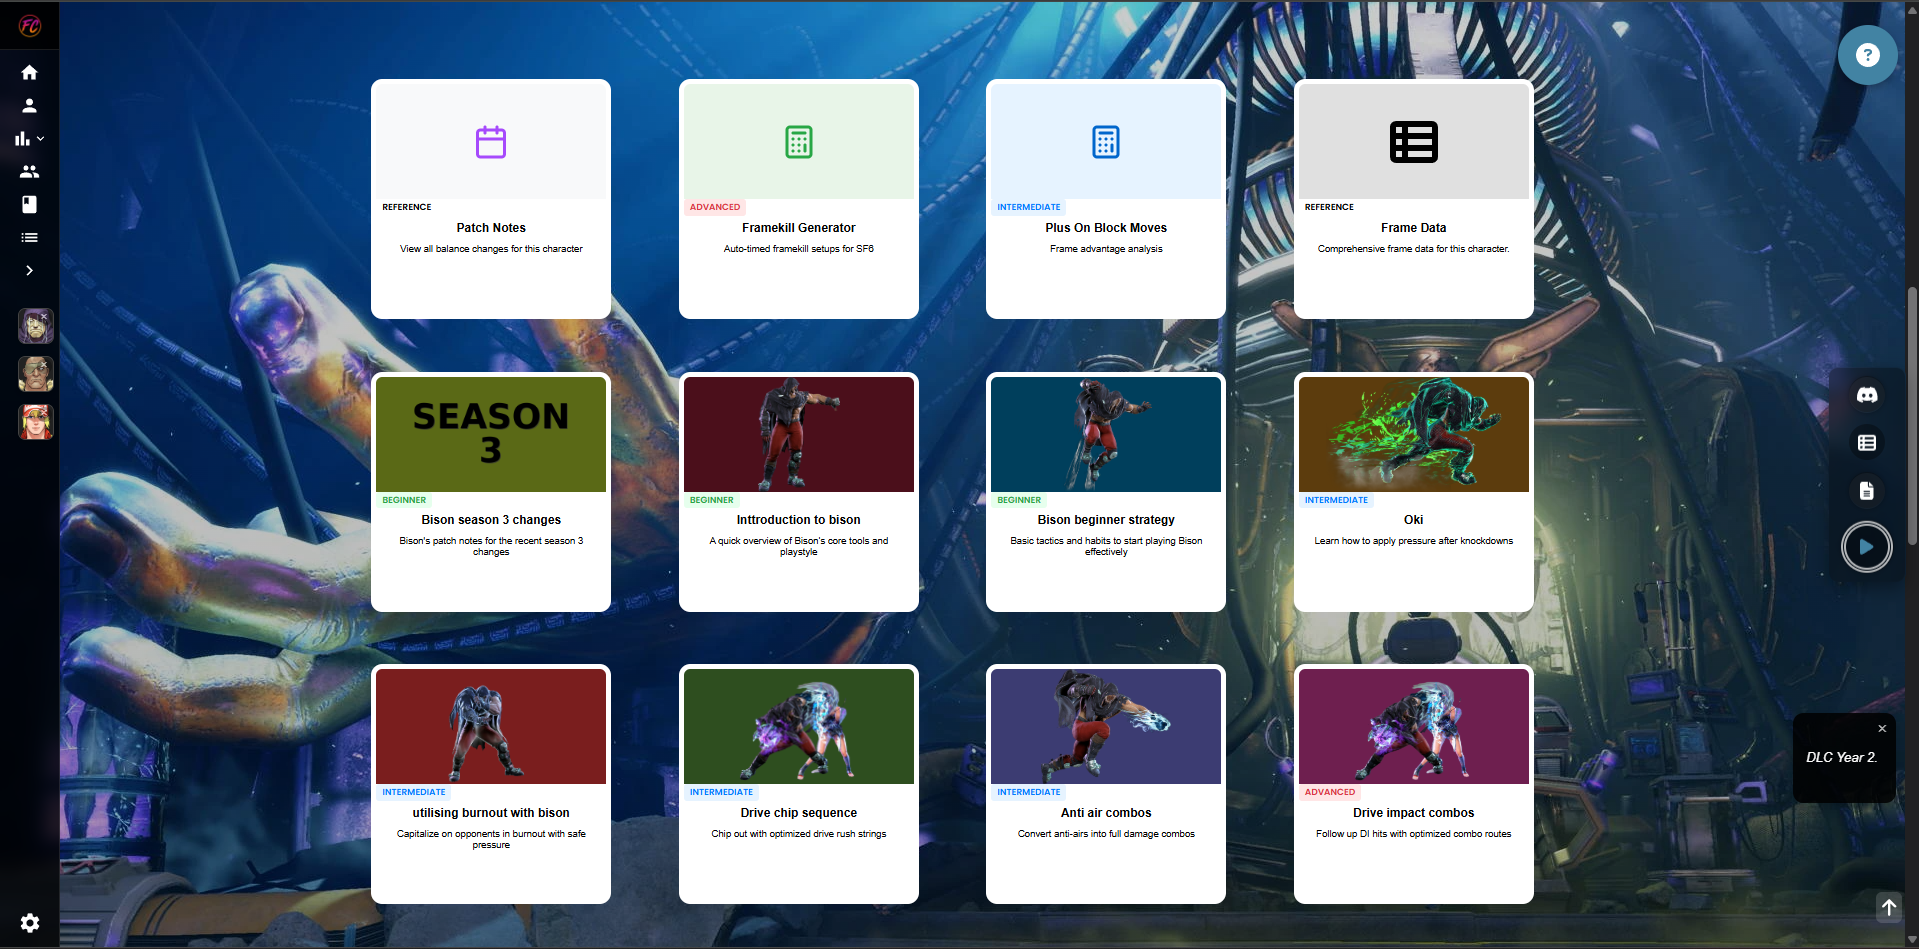 FC
REFERENCE
Patch Notes
View all balance changes for this character
ADVANCED
Framekill Generator
Auto-timed framekill setups for SF6
INTERMEDIATE
Plus On Block Moves
Frame advantage analysis
REFERENCE
Frame Data
Comprehensive frame data for this character.
SEASON
3
BEGINNER
Bison season 3 changes
Bison's patch notes for the recent season 3
changes
BEGINNER
Inttroduction to bison
A quick overview of Bison's core tools and
playstyle
BEGINNER
Bison beginner strategy
Basic tactics and habits to start playing Bison
effectively
INTERMEDIATE
Oki
Learn how to apply pressure after knockdowns
INTERMEDIATE
utilising burnout with bison
Capitalize on opponents in burnout with safe
pressure
INTERMEDIATE
Drive chip sequence
Chip out with optimized drive rush strings
INTERMEDIATE
Anti air combos
Convert anti-airs into full damage combos
ADVANCED
Drive impact combos
Follow up DI hits with optimized combo routes
DLC Year 2.